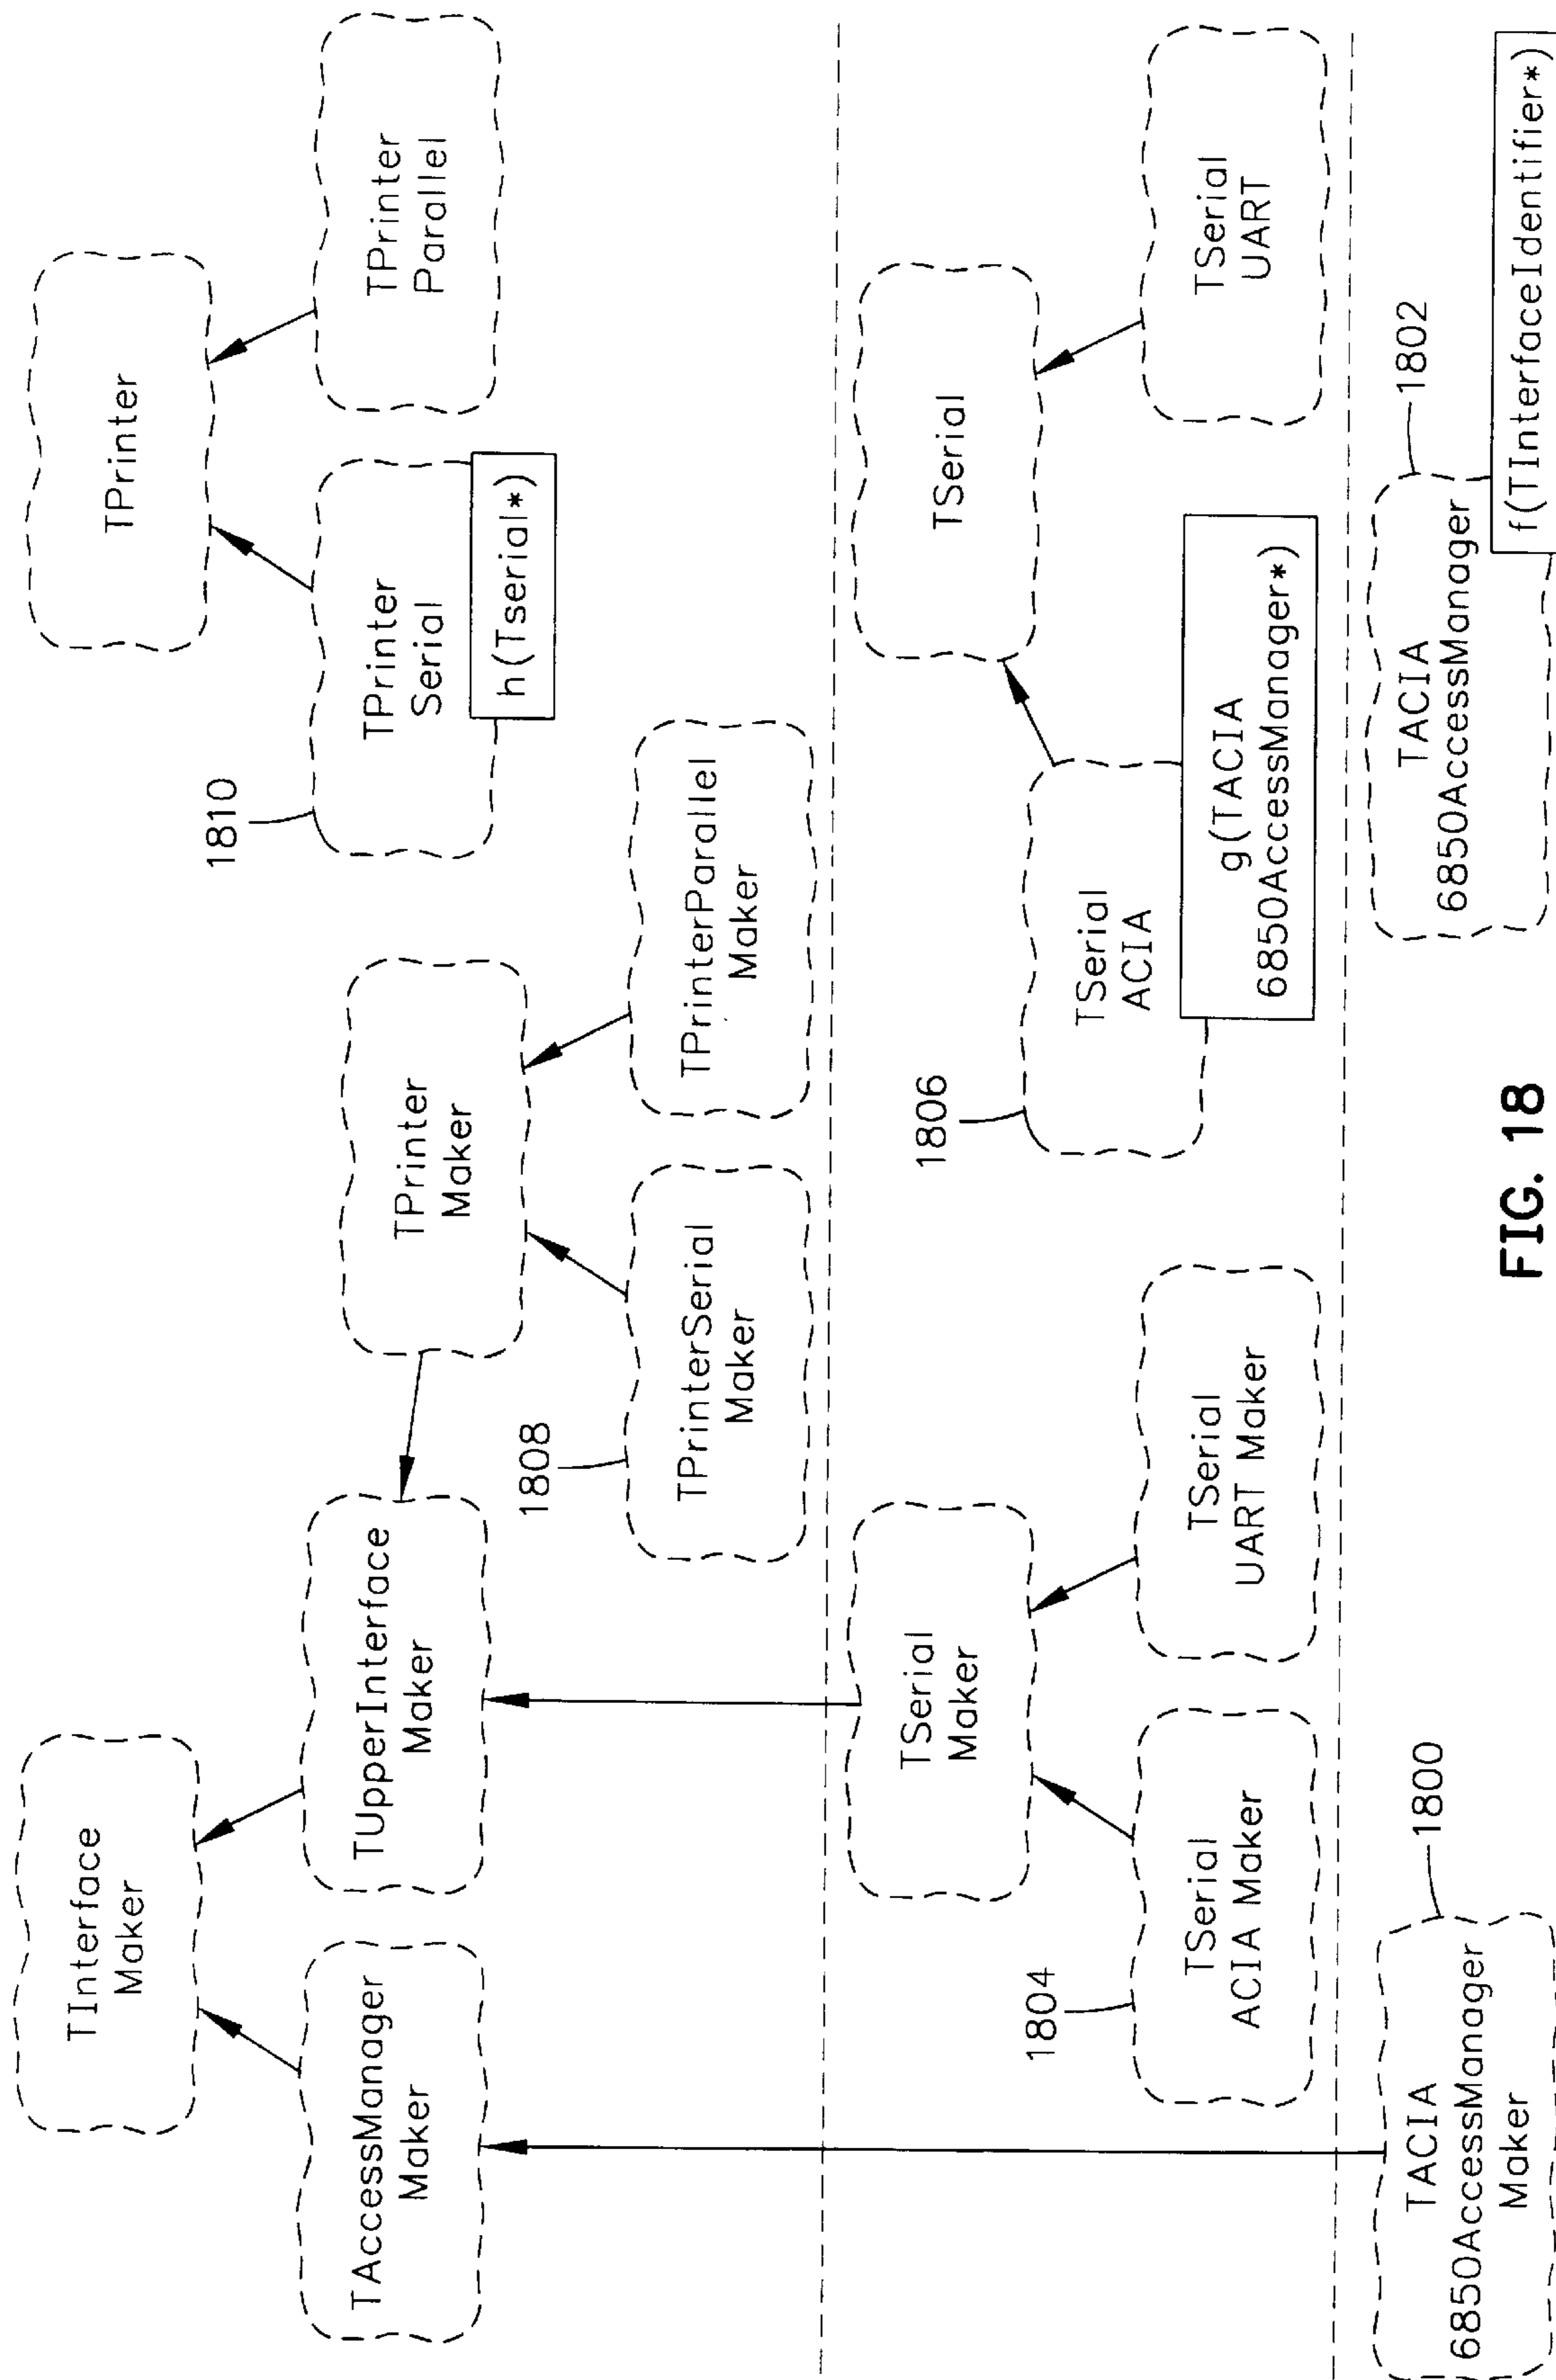 TInterface
Maker
TAccessManager
Maker
TUpperInterface
Maker
TPrinter
Maker
1808
TPrinterSerial
Maker
TPrinterParallel
Maker
TPrinter
1810
TPrinter
Serial
h(Tserial*)
TPrinter
Parallel
TSerial
Maker
1804
TSerial
ACIA Maker
TSerial
UART Maker
TSerial
1806
TSerial
ACIA
g(TACIA
6850AccessManager*)
TSerial
UART
1800
TACIA
6850AccessManager
Maker
1802
TACIA
6850AccessManager
f(TInterfaceIdentifier*)
FIG. 18